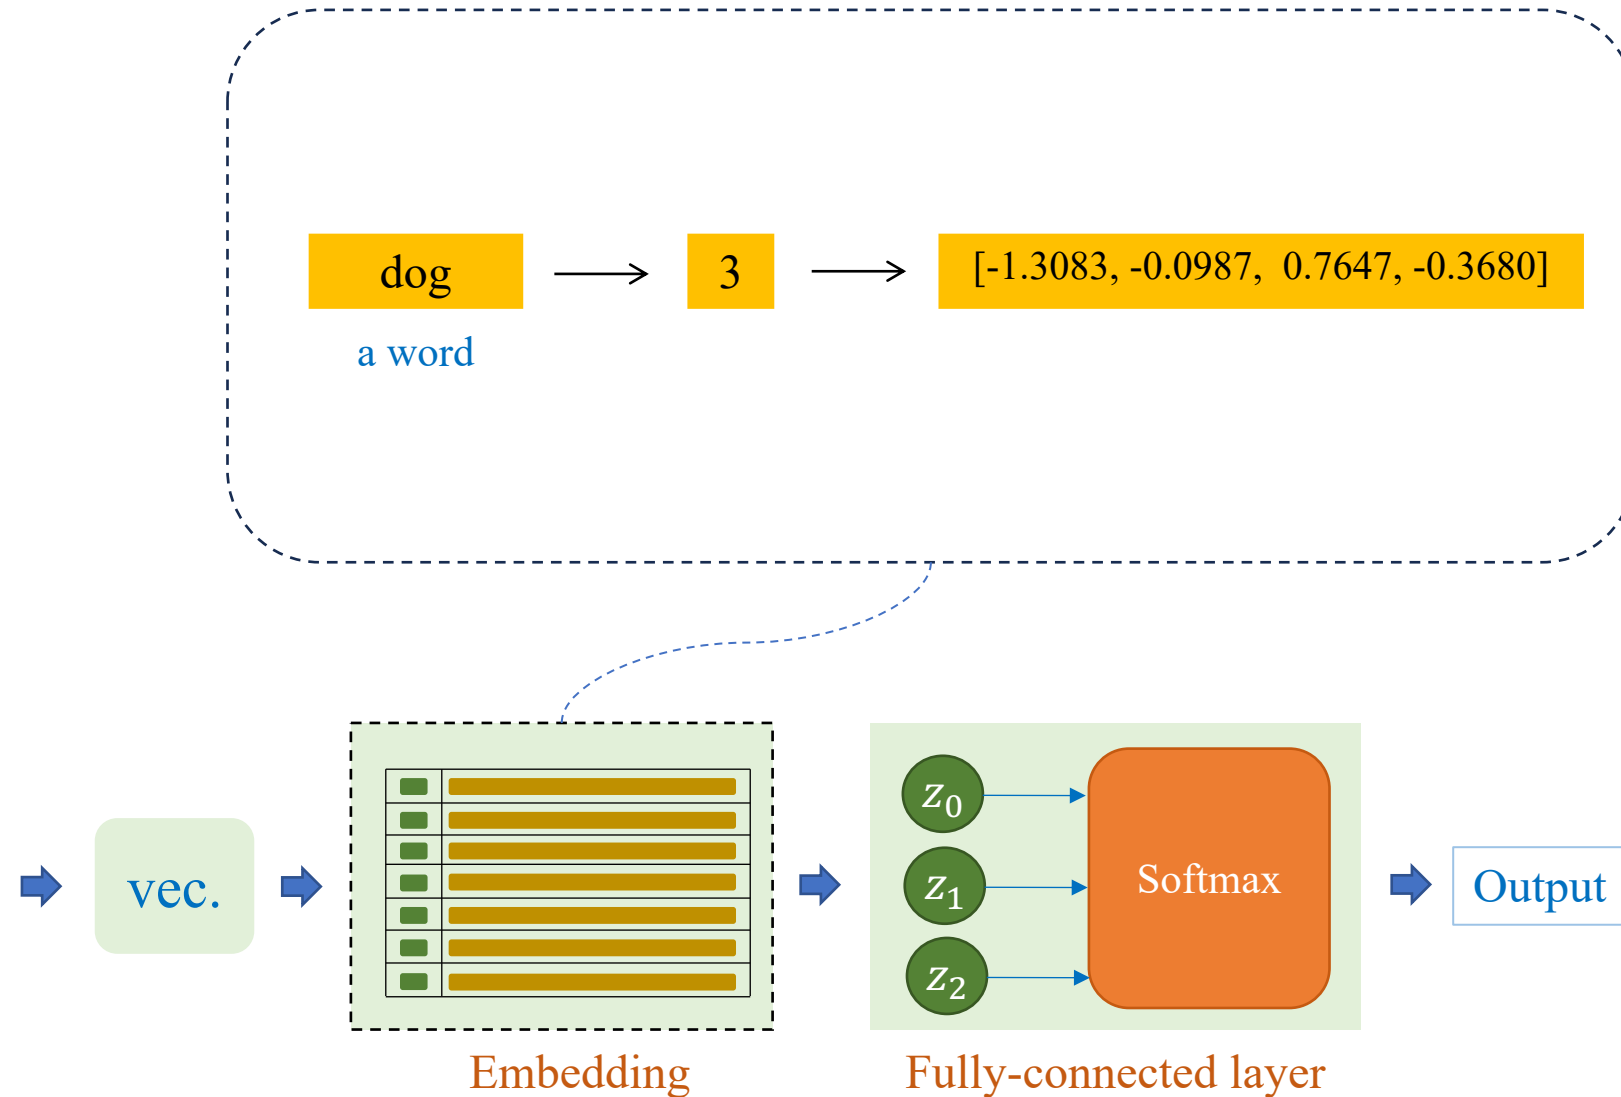 dog
3
[-1.3083, -0.0987, 0.7647, -0.3680]
a word
vec.
z₀
z₁
z₂
Softmax
Output
Embedding
Fully-connected layer